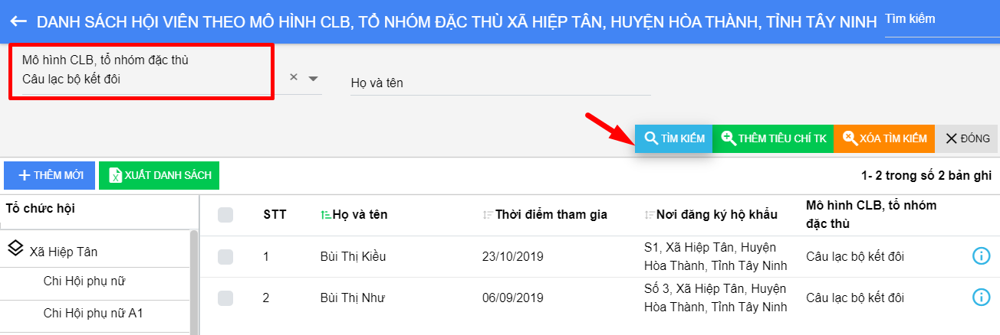 DANH SÁCH HỘI VIÊN THEO MÔ HÌNH CLB, TỔ NHÓM ĐẶC THÙ XÃ HIỆP TÂN, HUYỆN HÒA THÀNH, TỈNH TÂY NINH
Tìm kiếm
Mô hình CLB, tổ nhóm đặc thù
Câu lạc bộ kết đôi
Họ và tên
TÌM KIẾM
THÊM TIÊU CHÍ TK
XÓA TÌM KIẾM
ĐÓNG
THÊM MỚI
XUẤT DANH SÁCH
1- 2 trong số 2 bản ghi
Tổ chức hội
Xã Hiệp Tân
Chi Hội phụ nữ
Chi Hội phụ nữ A1
STT
Họ và tên
Thời điểm tham gia
Nơi đăng ký hộ khẩu
Mô hình CLB, tổ nhóm
đặc thù
1
Bùi Thị Kiều
23/10/2019
S1, Xã Hiệp Tân, Huyện
Hòa Thành, Tỉnh Tây Ninh
Câu lạc bộ kết đôi
2
Bùi Thị Như
06/09/2019
Số 3, Xã Hiệp Tân, Huyện
Hòa Thành, Tỉnh Tây Ninh
Câu lạc bộ kết đôi